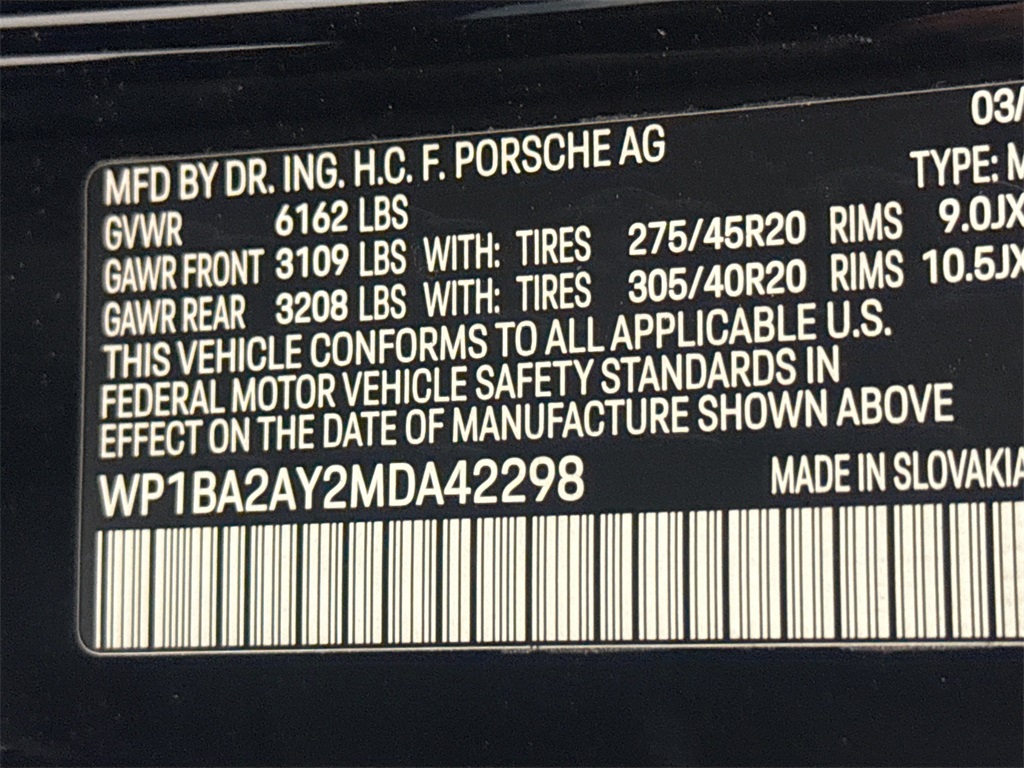 03/
MFD BY DR. ING. H.C. F. PORSCHE AG
TYPE: M
GVWR 6162 LBS
GAWR FRONT 3109 LBS WITH: TIRES 275/45R20 RIMS 9.0JX
GAWR REAR 3208 LBS WITH: TIRES 305/40R20 RIMS 10.5JX
THIS VEHICLE CONFORMS TO ALL APPLICABLE U.S.
FEDERAL MOTOR VEHICLE SAFETY STANDARDS IN
EFFECT ON THE DATE OF MANUFACTURE SHOWN ABOVE
WP1BA2AY2MDA42298 MADE IN SLOVAKIA